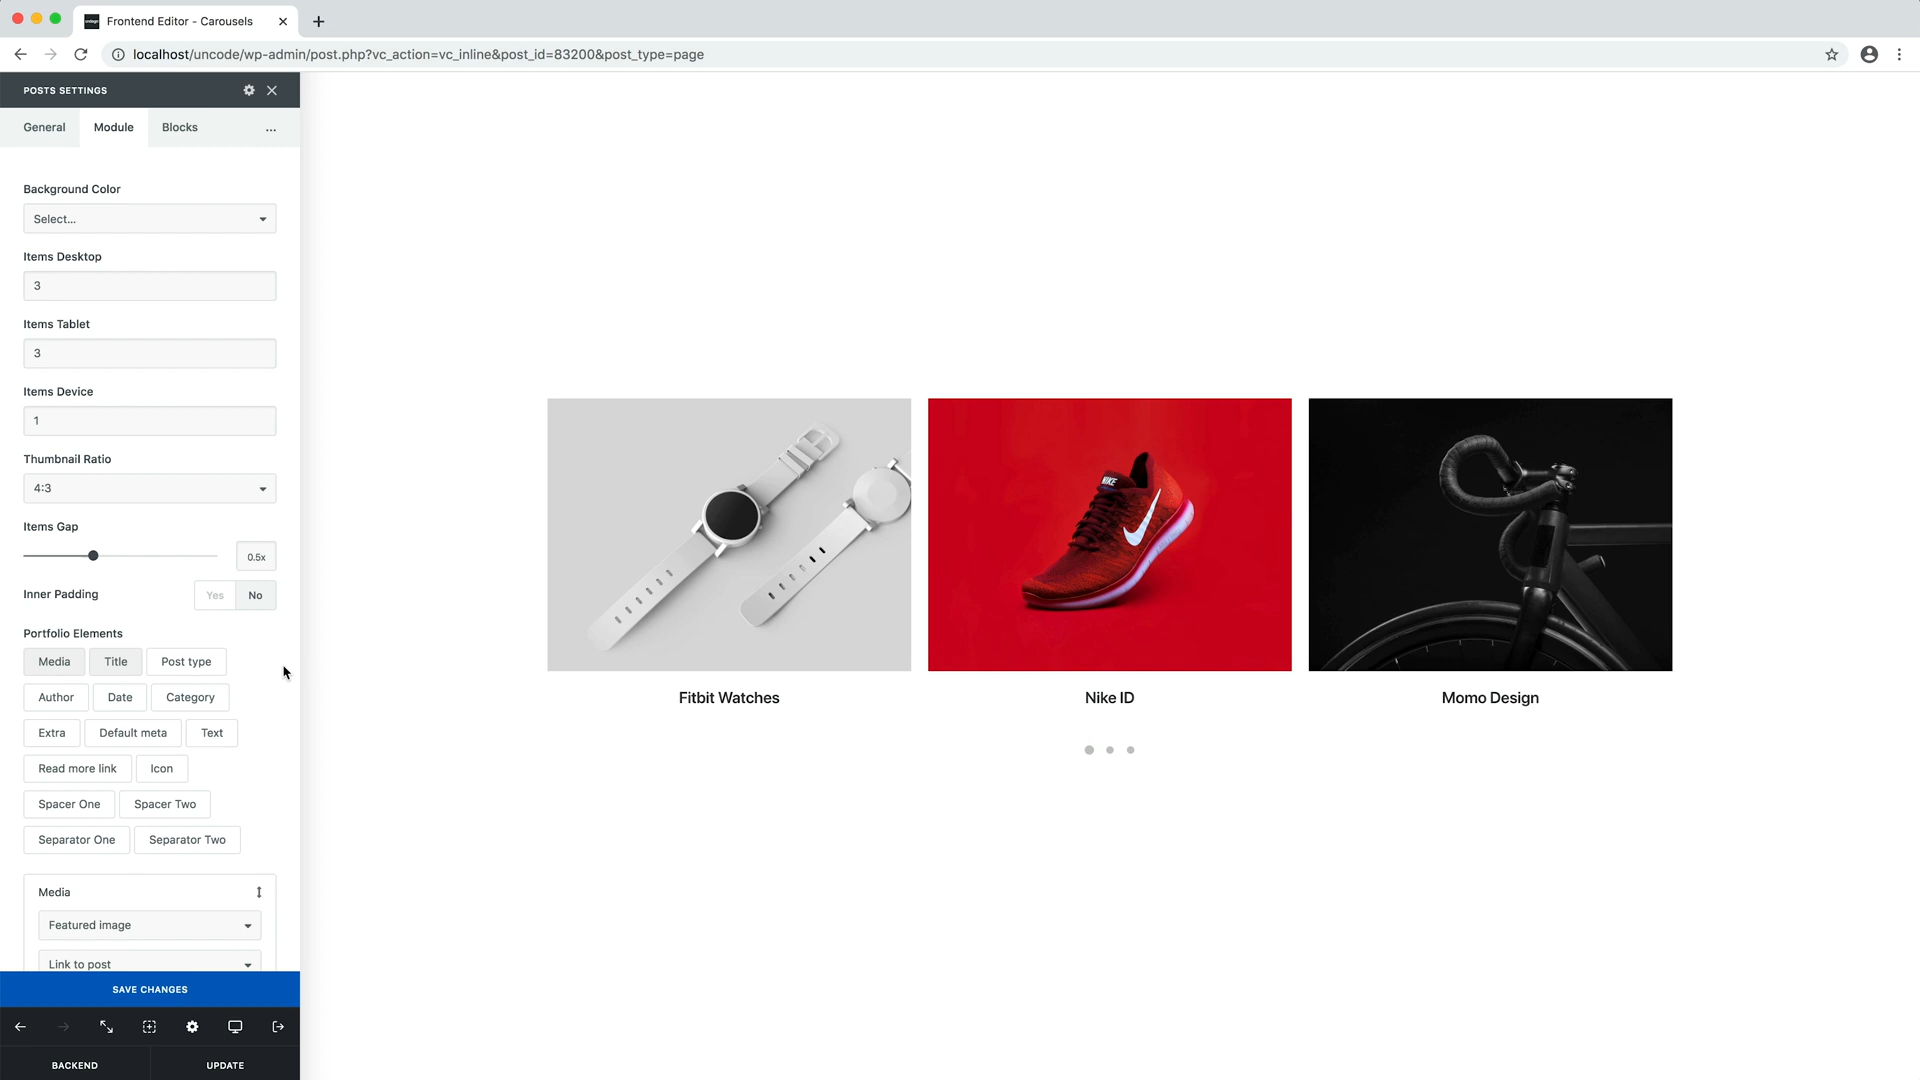 Frontend Editor - Carousels
localhost/uncode/wp-admin/post.php?vc_action=vc_inline&post_id=83200&post_type=page
POSTS SETTINGS
General Module Blocks ...
Background Color
Select...
Items Desktop
3
Items Tablet
3
Items Device
1
Thumbnail Ratio
4:3
Items Gap
0.5x
Inner Padding Yes No
Portfolio Elements
Media Title Post type
Author Date Category
Extra Default meta Text
Read more link Icon
Spacer One Spacer Two
Separator One Separator Two
Media
Featured image
Link to post
SAVE CHANGES
BACKEND UPDATE
NIKE
Fitbit Watches Nike ID Momo Design